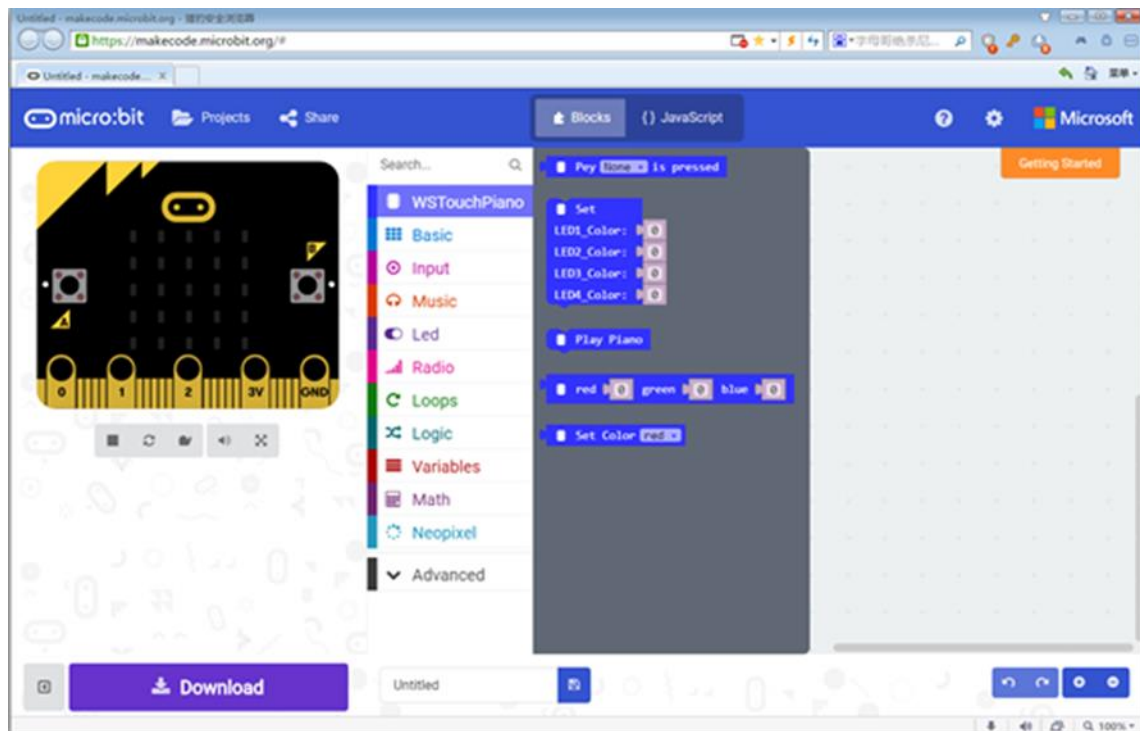 Untitled - makecode.microbit.org -
https://makecode.microbit.org/#
Untitled - makecode... X
菜单
micro:bit Projects Share Blocks {} JavaScript Microsoft
Getting Started
Search...
WSTouchPiano
Basic
Input
Music
Led
Radio
Loops
Logic
Variables
Math
Neopixel
Advanced
Pey None is pressed
Set
LED1_Color: 0
LED2_Color: 0
LED3_Color: 0
LED4_Color: 0
Play Piano
red 0 green 0 blue 0
Set Color red
B
A
0 1 2 3V GND
Download
Untitled
100%